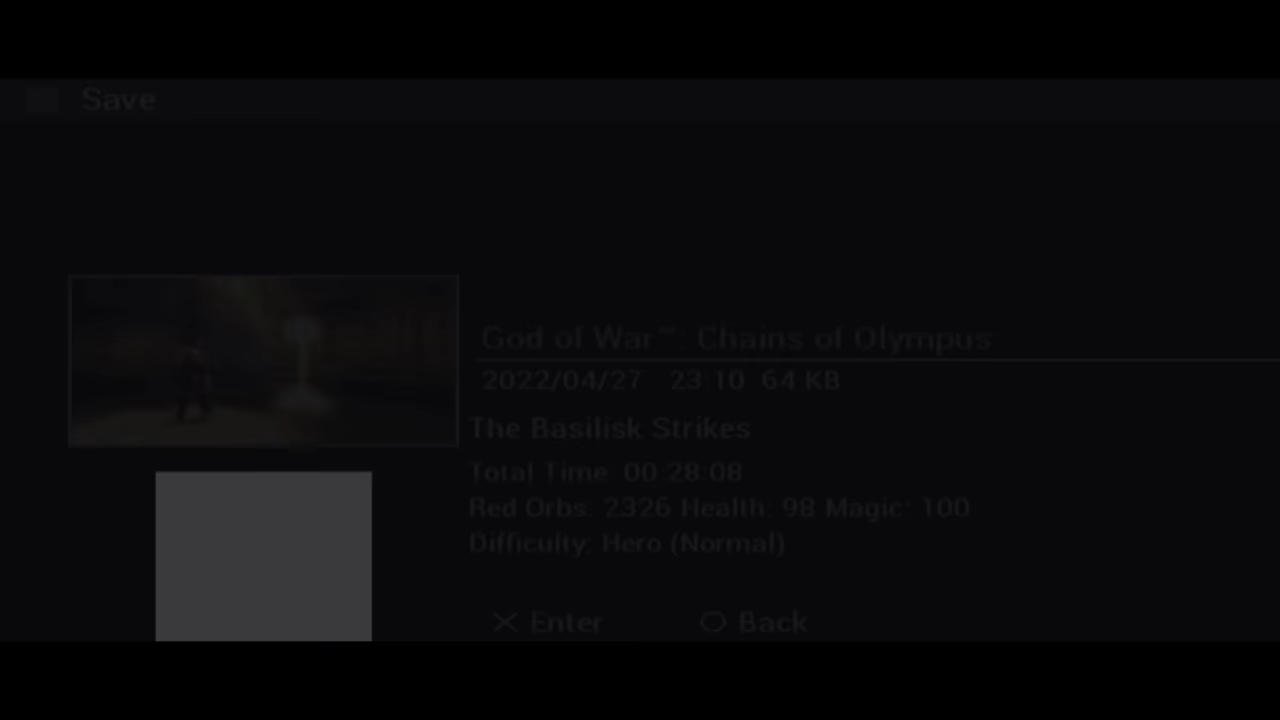 Save
God of War™: Chains of Olympus
2022/04/27 23:10 64 KB
The Basilisk Strikes
Total Time 00:28:08
Red Orbs: 2326 Health: 98 Magic: 100
Difficulty: Hero (Normal)
Enter Back